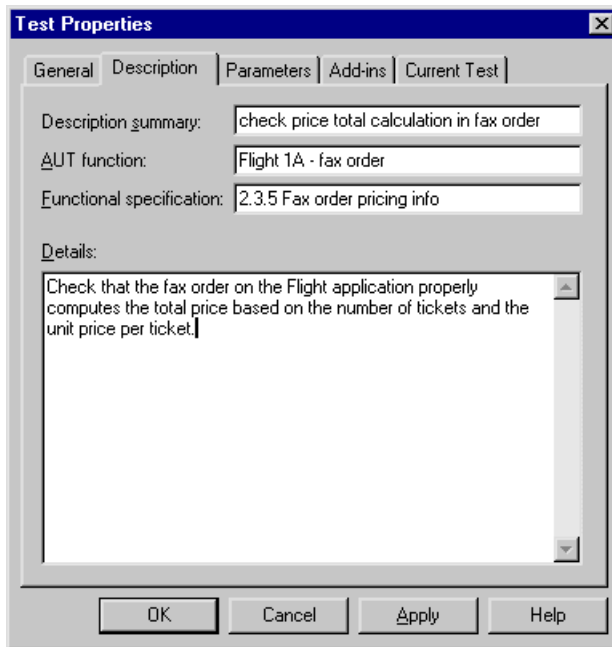 Test Properties
General Description Parameters Add-ins Current Test
Description summary: check price total calculation in fax order
AUT function: Flight 1A - fax order
Functional specification: 2.3.5 Fax order pricing info
Details:
Check that the fax order on the Flight application properly
computes the total price based on the number of tickets and the
unit price per ticket.
OK Cancel Apply Help